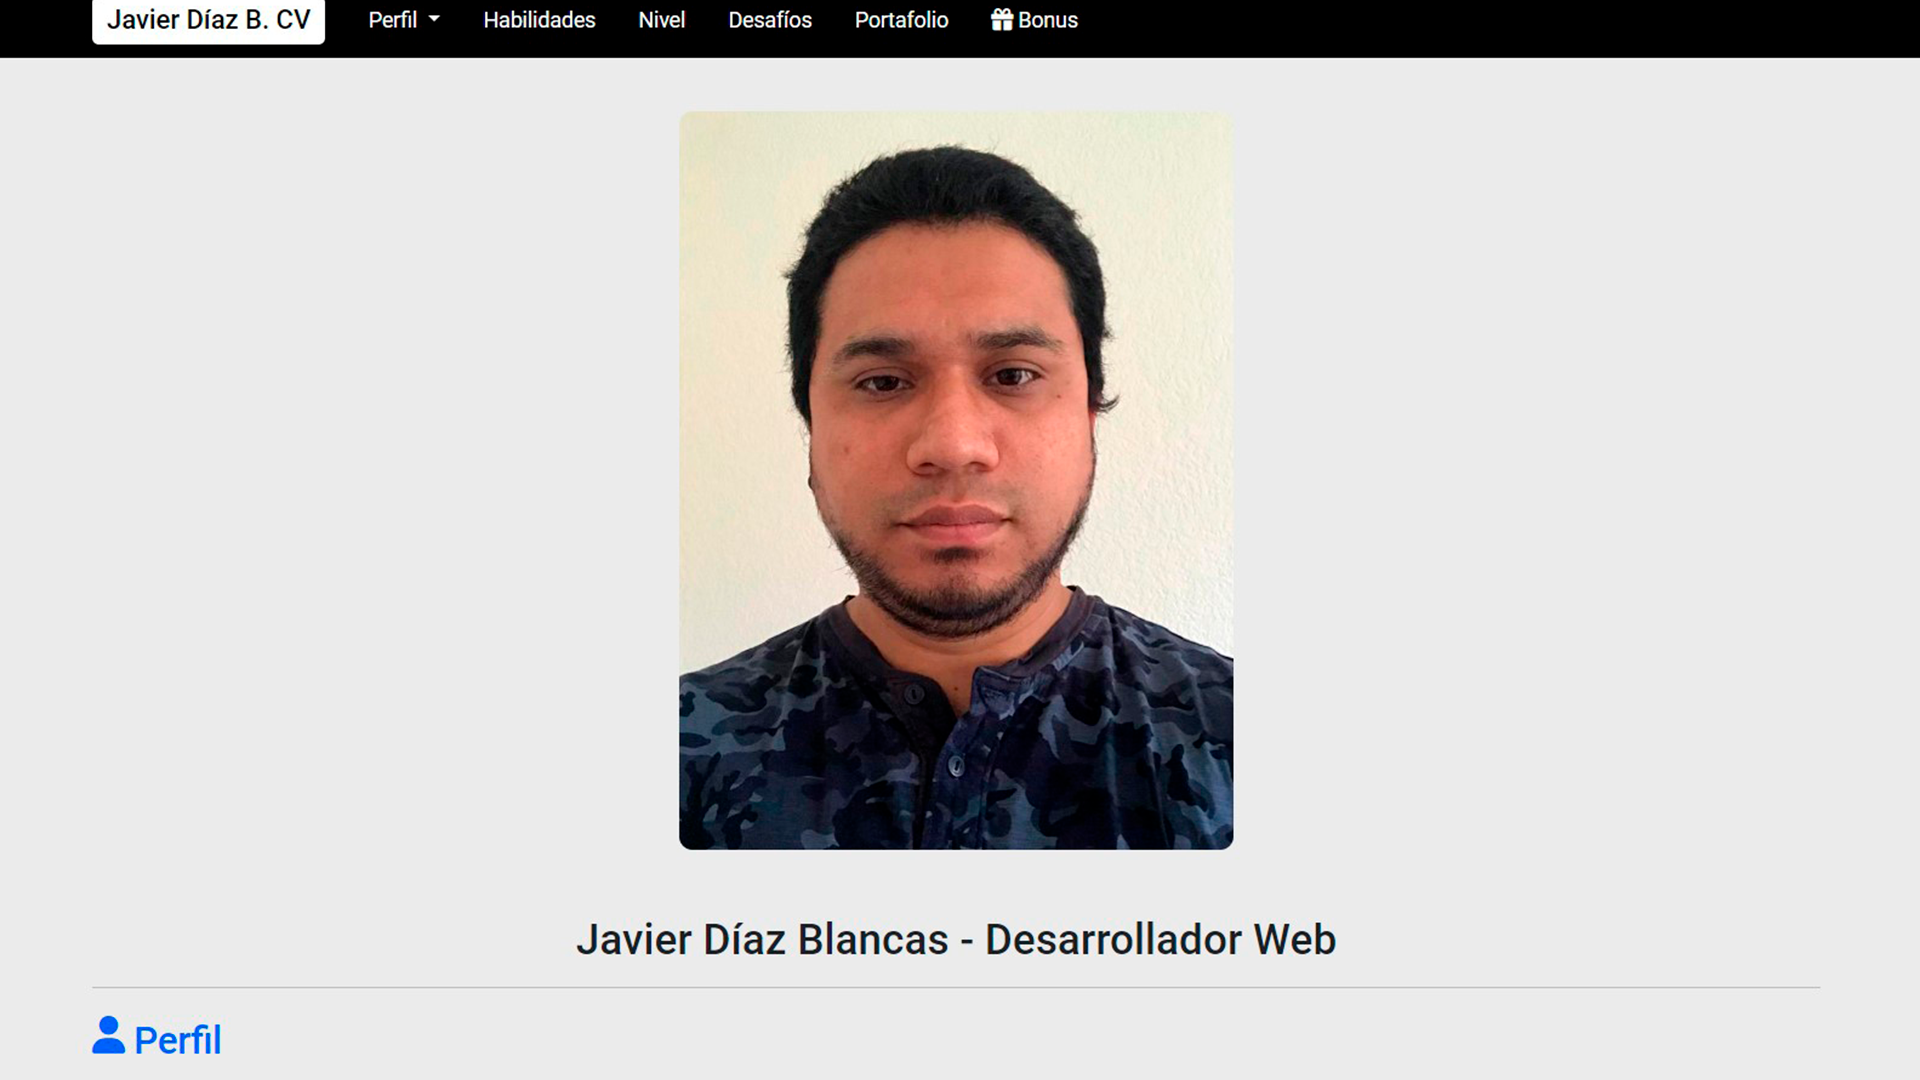 Javier Díaz B. CV
Perfil
Habilidades
Nivel
Desafíos
Portafolio
Bonus
Javier Díaz Blancas - Desarrollador Web
Perfil